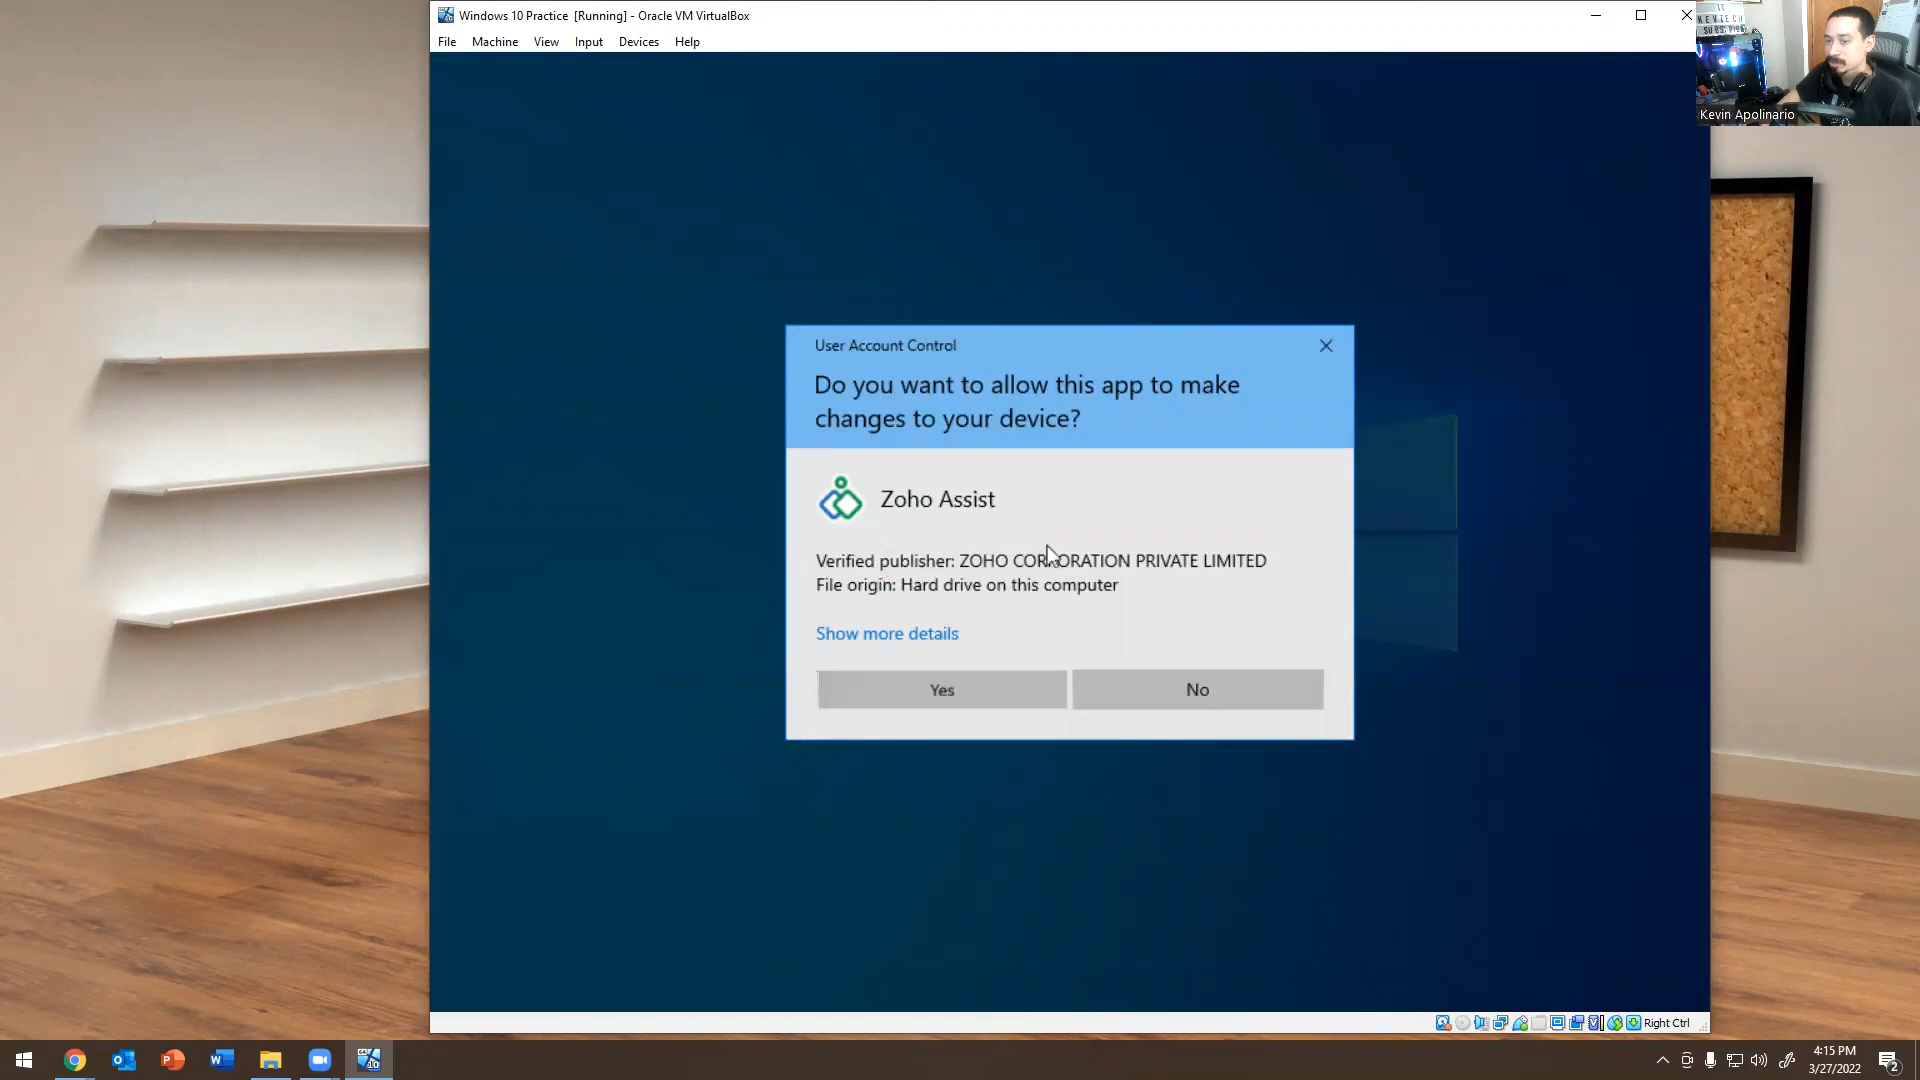 Windows 10 Practice [Running] - Oracle VM VirtualBox
File Machine View Input Devices Help
IT
KEVTECH
Kevin Apolinario
User Account Control
Do you want to allow this app to make
changes to your device?
Zoho Assist
Verified publisher: ZOHO CORPORATION PRIVATE LIMITED
File origin: Hard drive on this computer
Show more details
Yes No
Right Ctrl
4:15 PM
3/27/2022
2